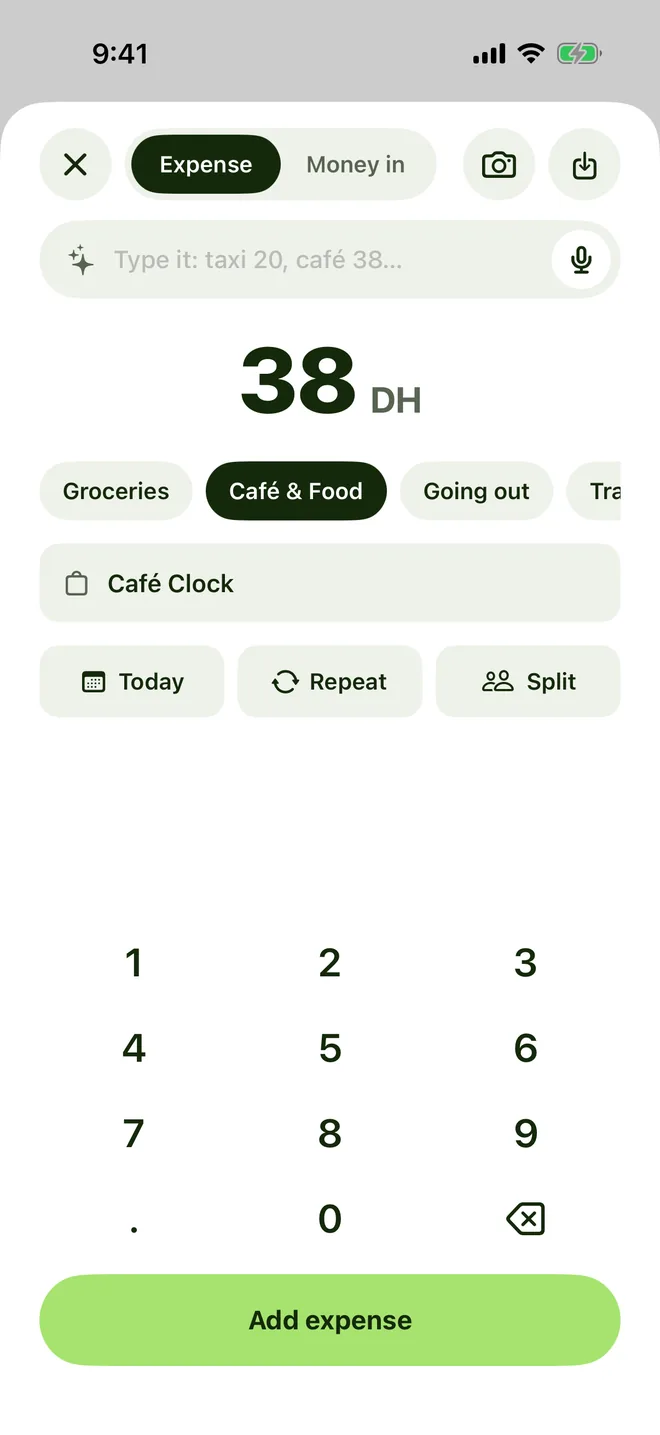 9:41
Expense Money in
Type it: taxi 20, café 38...
38 DH
Groceries Café & Food Going out Tra
Café Clock
Today Repeat Split
1 2 3
4 5 6
7 8 9
. 0
Add expense